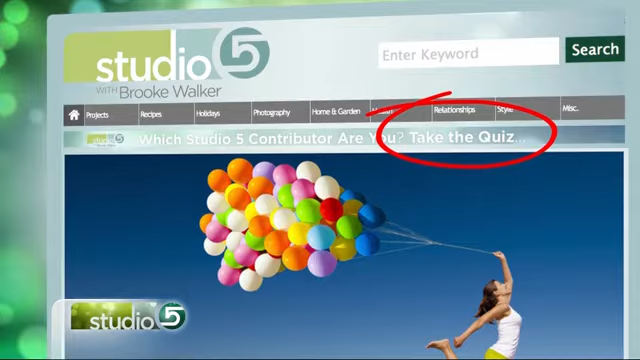 studio 5
WITH Brooke Walker
Enter Keyword
Search
Projects Recipes Holidays Photography Home & Garden Health Relationships Style Misc.
studio 5 Which Studio 5 Contributor Are You? Take the Quiz...
studio 5